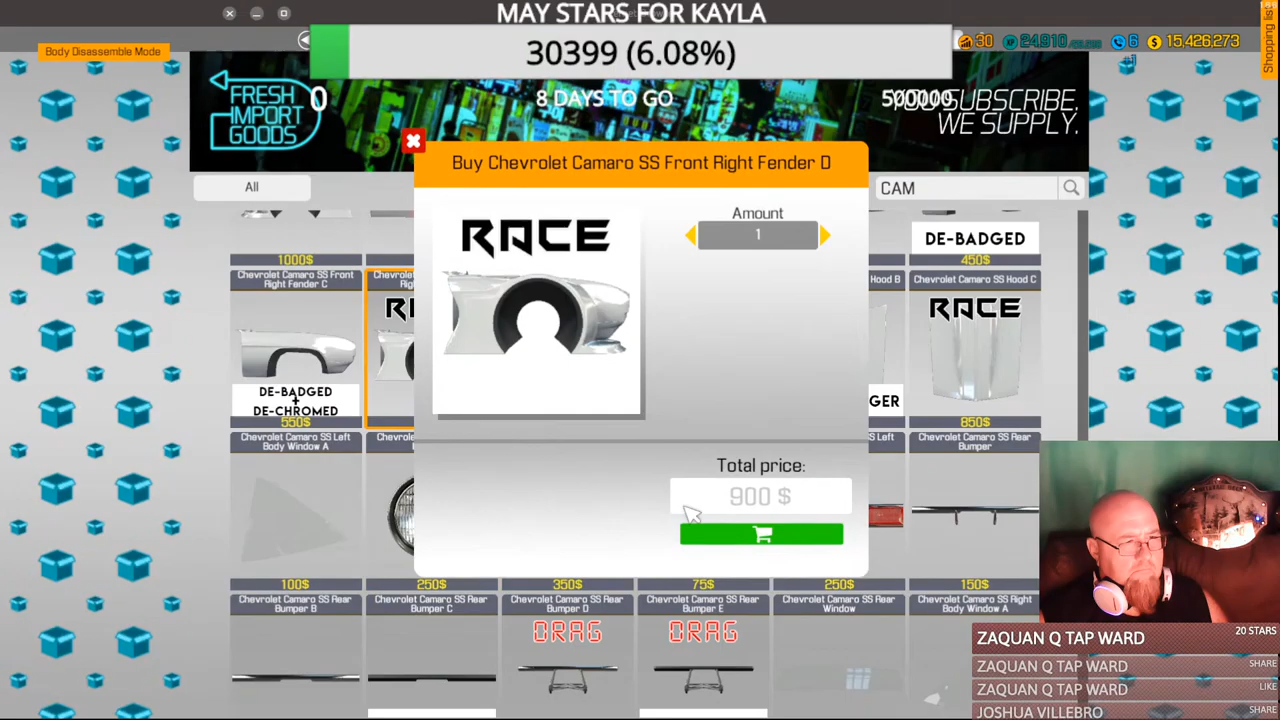 MAY STARS FOR KAYLA
30399 (6.08%)
Body Disassemble Mode
30
6
15,426,273
Shopping list
FRESH
IMPORT
GOODS
0
8 DAYS TO GO
500000
SUBSCRIBE.
WE SUPPLY.
Buy Chevrolet Camaro SS Front Right Fender D
All
CAM
RACE
Amount
1
Total price:
900 $
1000$
Chevrolet Camaro SS Front
Right Fender C
DE-BADGED
+
DE-CHROMED
550$
DE-BADGED
450$
Hood B
Chevrolet Camaro SS Hood C
RACE
GER
850$
Chevrolet Camaro SS Left
Body Window A
Chevrolet Camaro SS Rear
Bumper
100$
250$
350$
75$
250$
150$
Chevrolet Camaro SS Rear
Bumper B
Chevrolet Camaro SS Rear
Bumper C
Chevrolet Camaro SS Rear
Bumper D
Chevrolet Camaro SS Rear
Bumper E
Chevrolet Camaro SS Rear
Window
Chevrolet Camaro SS Right
Body Window A
DRAG
DRAG
ZAQUAN Q TAP WARD
20 STARS
ZAQUAN Q TAP WARD
SHARE
ZAQUAN Q TAP WARD
LIKE
JOSHUA VILLEBRO
SHARE